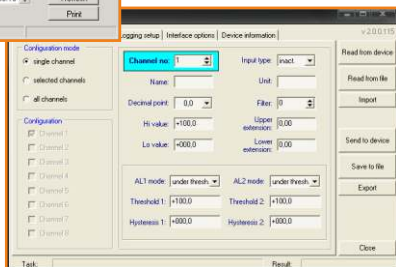 Print
ogging setup | Interface options | Device information
v 2.0.0.115
Configuration mode
single channel
selected channels
all channels
Configuration
Channel 1
Channel 2
Channel 3
Channel 4
Channel 5
Channel 6
Channel 7
Channel 8
Channel no: 1
Input type: inact.
Name:
Unit:
Decimal point: 0,0
Filter: 0
Hi value: +100,0
Upper extension: 0,00
Lo value: +000,0
Lower extension: 0,00
AL1 mode: under thresh.
AL2 mode: under thresh.
Threshold 1: +100,0
Threshold 2: +100,0
Hysteresis 1: +000,0
Hysteresis 2: +000,0
Read from device
Read from file
Import
Send to device
Save to file
Export
Close
Task:
Result: